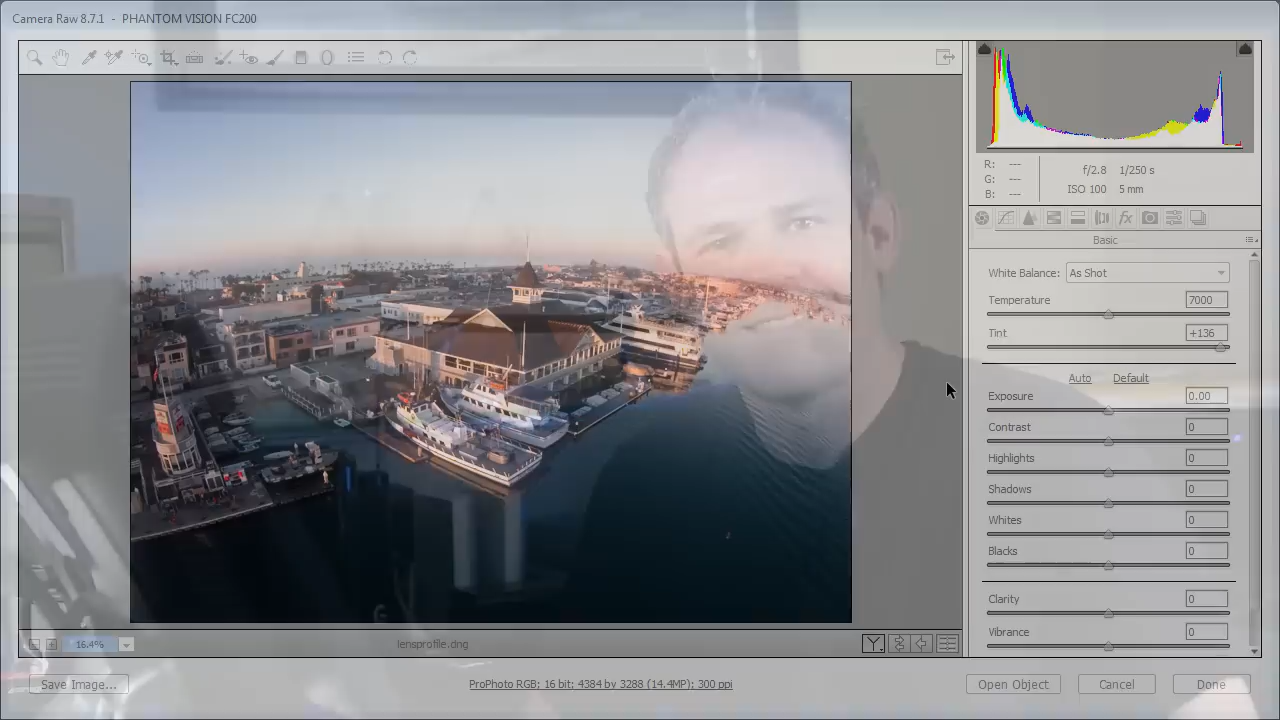 Camera Raw 8.7.1 - PHANTOM VISION FC200
R: ---
G: ---
B: ---
f/2.8 1/250 s
ISO 100 5 mm
fx
Basic
White Balance: As Shot
Temperature 7000
Tint +136
Auto Default
Exposure 0.00
Contrast 0
Highlights 0
Shadows 0
Whites 0
Blacks 0
Clarity 0
Vibrance 0
16.4%
lensprofile.dng
Y
Save Image...
ProPhoto RGB; 16 bit; 4384 by 3288 (14.4MP); 300 ppi
Open Object
Cancel
Done